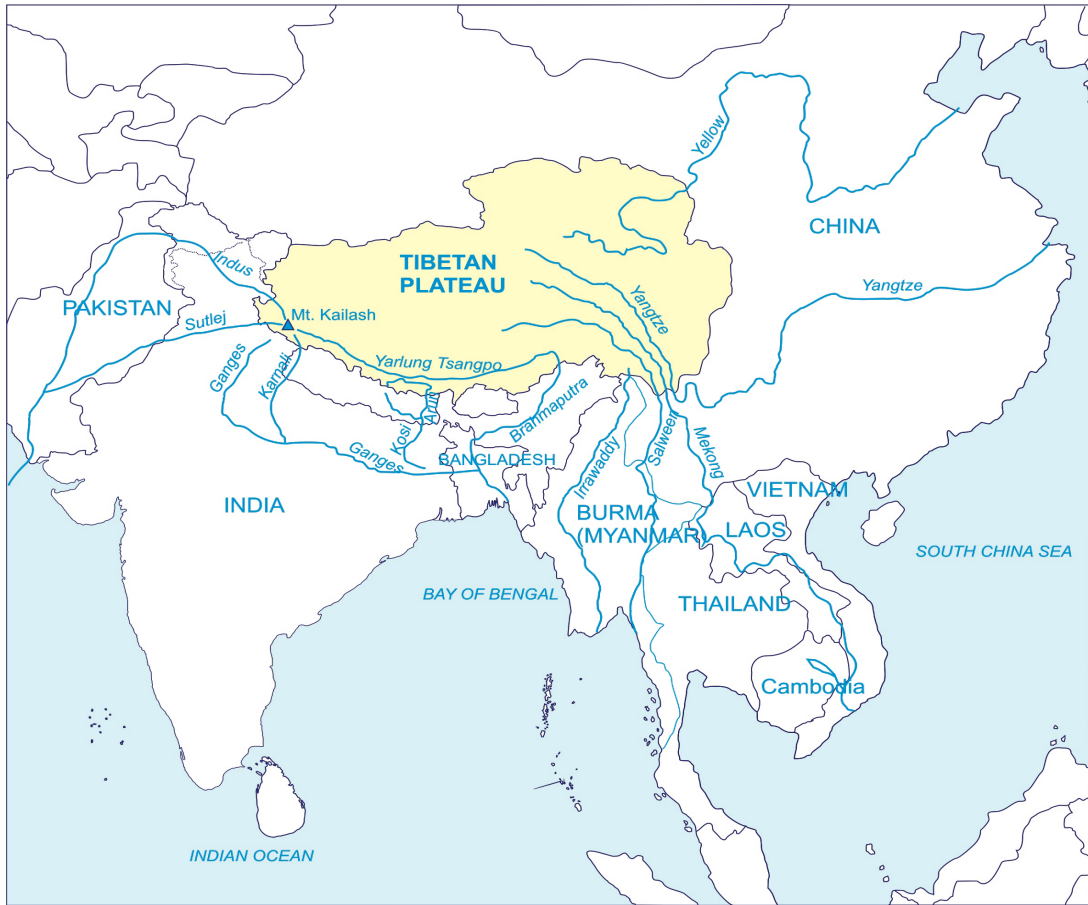 Yellow
CHINA
TIBETAN
PLATEAU
Indus
PAKISTAN
Mt. Kailash
Sutlej
Yangtze
Yangtze
Ganges
Karnali
Yarlung Tsangpo
Arun
Kosi
Brahmaputra
Ganges
BANGLADESH
Irrawaddy
Salween
Mekong
INDIA
VIETNAM
BURMA
(MYANMAR)
LAOS
SOUTH CHINA SEA
BAY OF BENGAL
THAILAND
Cambodia
INDIAN OCEAN